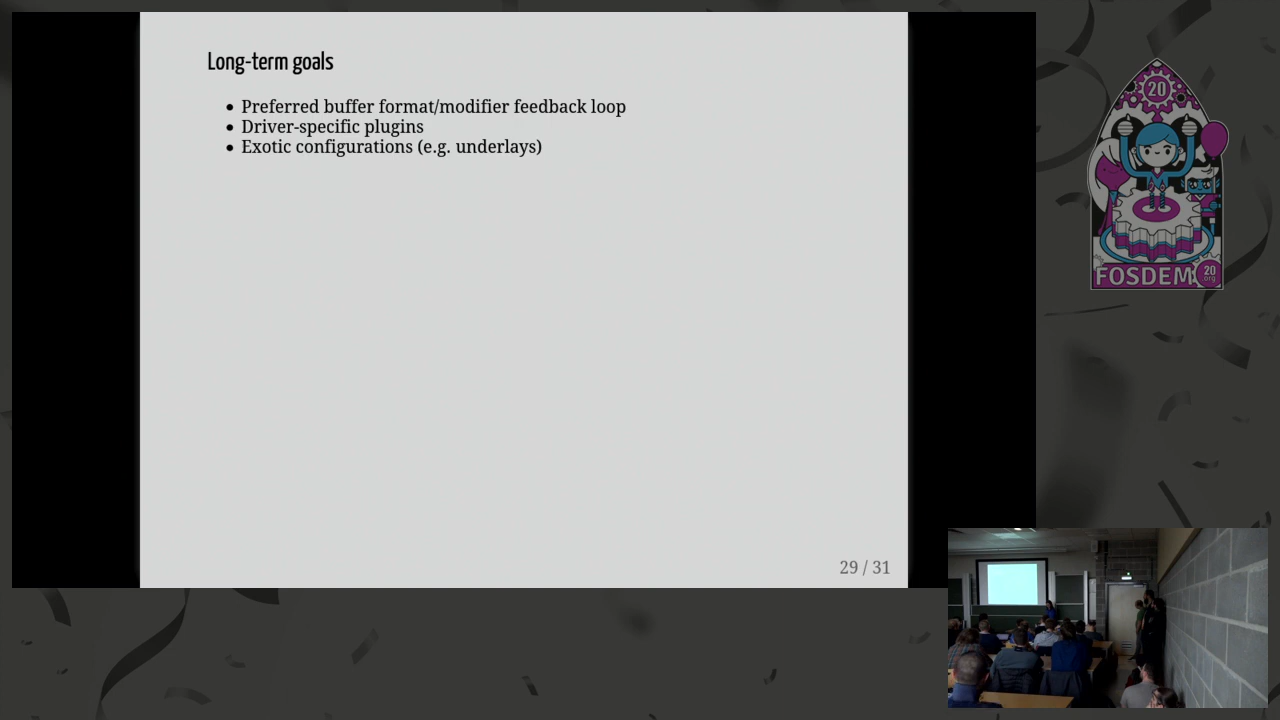 Long-term goals
Preferred buffer format/modifier feedback loop
Driver-specific plugins
Exotic configurations (e.g. underlays)
29 / 31
20
FOSDEM
20
.org